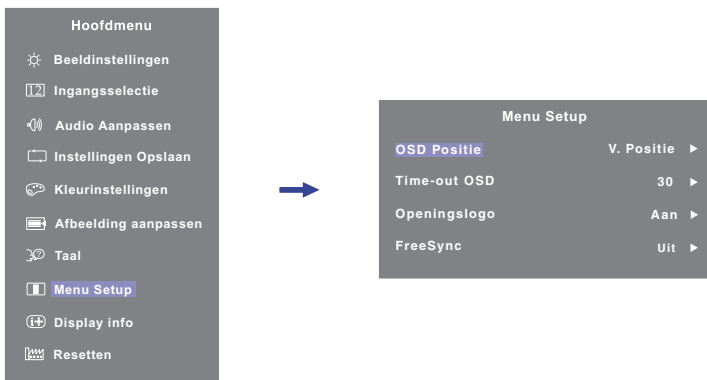 Hoofdmenu
Beeldinstellingen
12 Ingangsselectie
Audio Aanpassen
Instellingen Opslaan
Kleurinstellingen
Afbeelding aanpassen
Taal
Menu Setup
Display info
Resetten
Menu Setup
OSD Positie V. Positie
Time-out OSD 30
Openingslogo Aan
FreeSync Uit